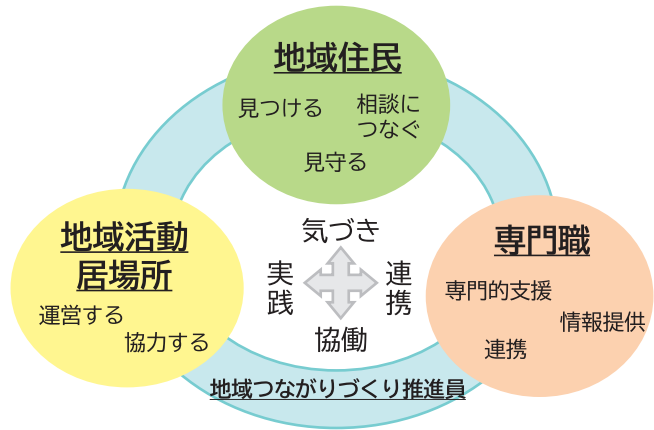 地域住民
見つける
相談に
つなぐ
見守る
地域活動
居場所
運営する
協力する
気づき
実践
連携
協働
専門職
専門的支援
情報提供
連携
地域つながりづくり推進員